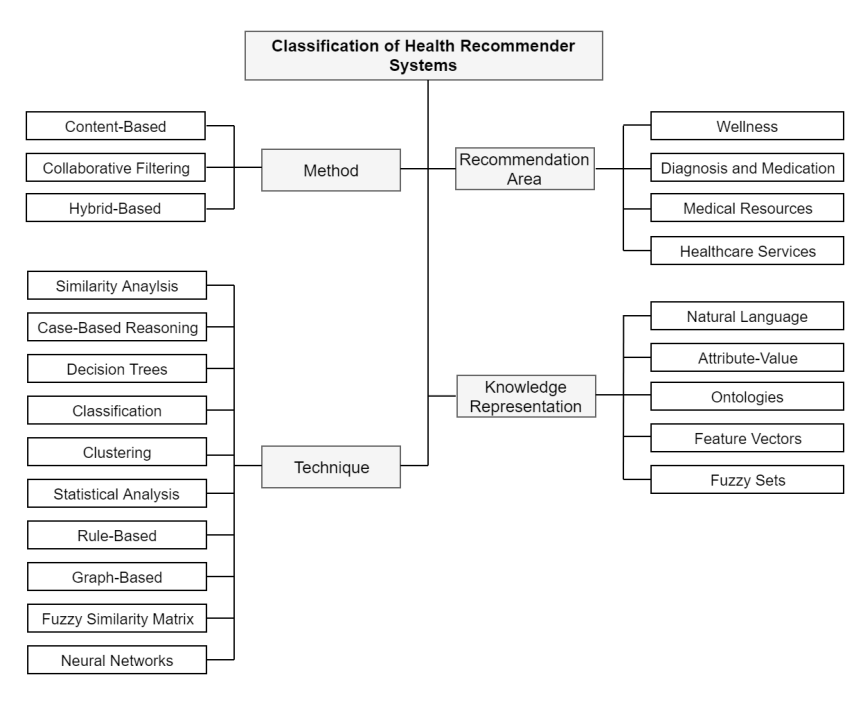 Classification of Health Recommender
Systems
Content-Based
Collaborative Filtering
Hybrid-Based
Method
Recommendation
Area
Wellness
Diagnosis and Medication
Medical Resources
Healthcare Services
Similarity Anaylsis
Case-Based Reasoning
Decision Trees
Classification
Clustering
Statistical Analysis
Rule-Based
Graph-Based
Fuzzy Similarity Matrix
Neural Networks
Technique
Knowledge
Representation
Natural Language
Attribute-Value
Ontologies
Feature Vectors
Fuzzy Sets